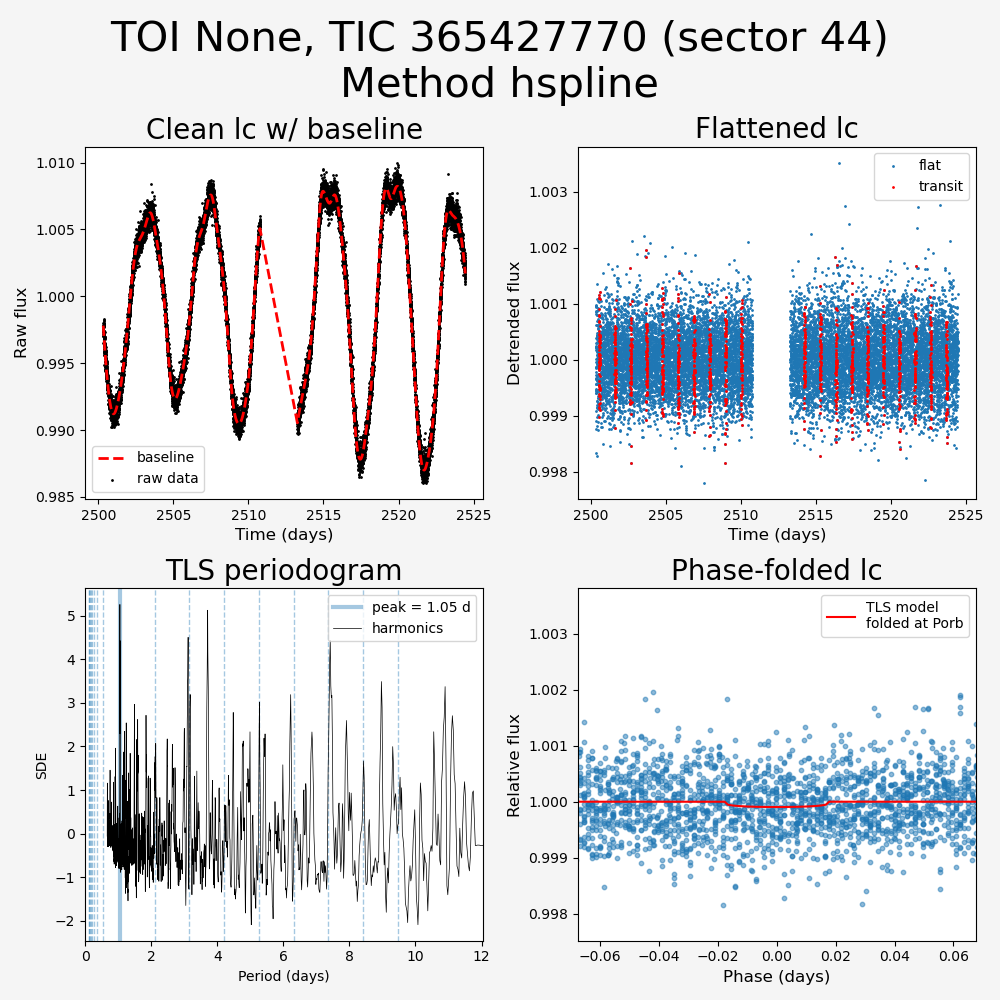 TOI None, TIC 365427770 (sector 44)
Method hspline
Clean lc w/ baseline
Raw flux
1.010
1.005
1.000
0.995
0.990
0.985
baseline
raw data
2500
2505
2510
2515
2520
2525
Time (days)
Flattened lc
Detrended flux
1.003
1.002
1.001
1.000
0.999
0.998
flat
transit
2500
2505
2510
2515
2520
2525
Time (days)
TLS periodogram
SDE
5
4
3
2
1
0
−1
−2
peak = 1.05 d
harmonics
0
2
4
6
8
10
12
Period (days)
Phase-folded lc
Relative flux
1.003
1.002
1.001
1.000
0.999
0.998
TLS model
folded at Porb
−0.06
−0.04
−0.02
0.00
0.02
0.04
0.06
Phase (days)